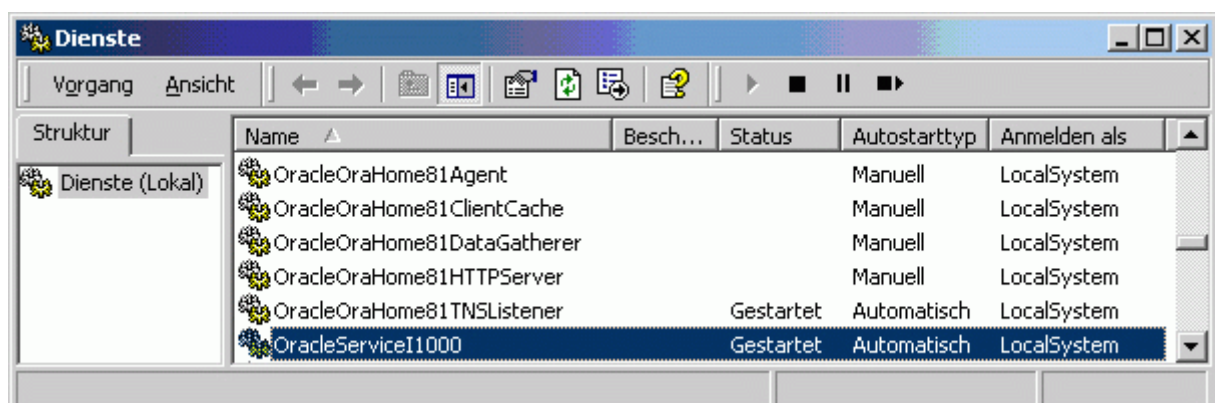 Dienste
Vorgang Ansicht
Struktur Name Besch... Status Autostarttyp Anmelden als
Dienste (Lokal)
OracleOraHome81Agent Manuell LocalSystem
OracleOraHome81ClientCache Manuell LocalSystem
OracleOraHome81DataGatherer Manuell LocalSystem
OracleOraHome81HTTPServer Manuell LocalSystem
OracleOraHome81TNSListener Gestartet Automatisch LocalSystem
OracleServiceI1000 Gestartet Automatisch LocalSystem